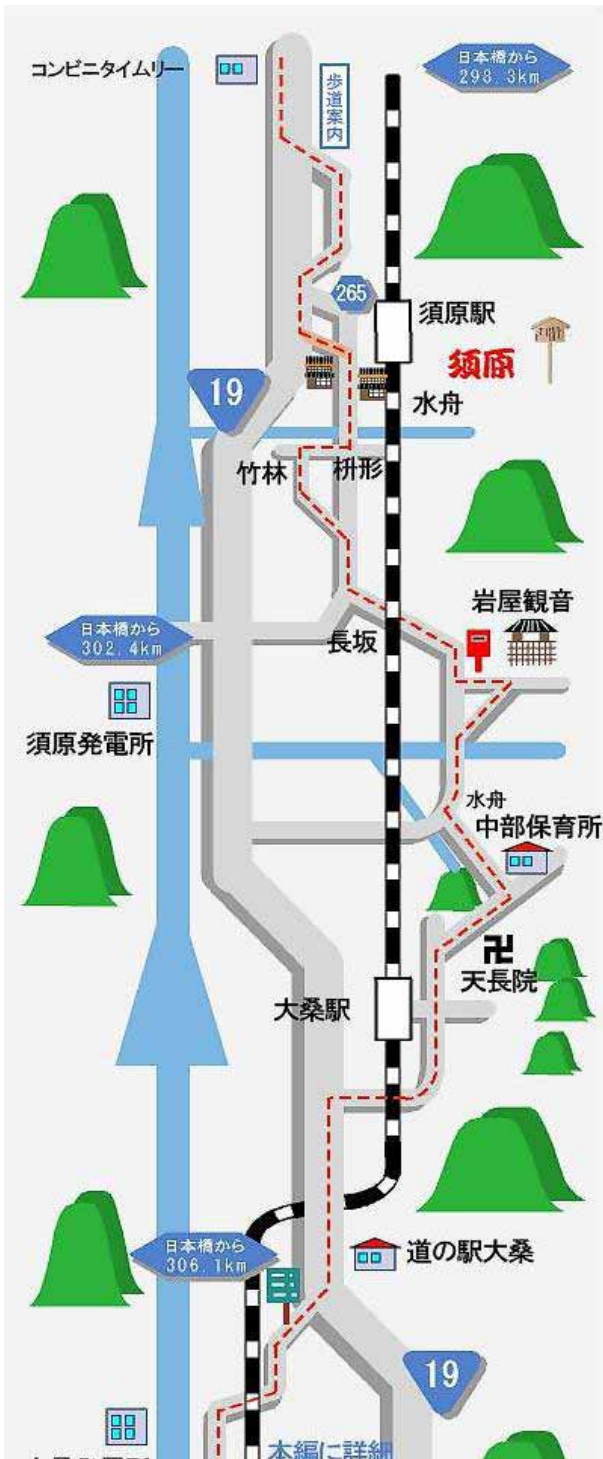 コンビニタイムリー
歩道案内
日本橋から
298.3km
265
須原駅
須原
水舟
19
竹林
枡形
岩屋観音
日本橋から
302.4km
長坂
須原発電所
水舟
中部保育所
卍
天長院
大桑駅
日本橋から
306.1km
道の駅大桑
19
本編に詳細